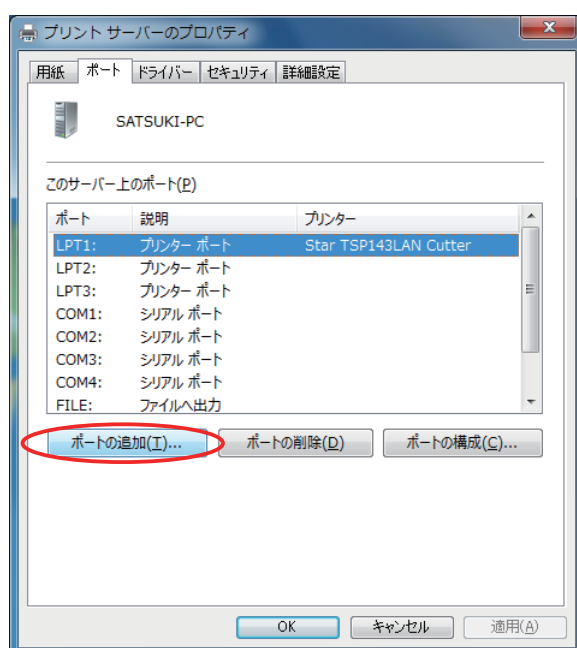 プリント サーバーのプロパティ
用紙 ポート ドライバー セキュリティ 詳細設定
SATSUKI-PC
このサーバー上のポート(P)
ポート 説明 プリンター
LPT1: プリンター ポート Star TSP143LAN Cutter
LPT2: プリンター ポート
LPT3: プリンター ポート
COM1: シリアル ポート
COM2: シリアル ポート
COM3: シリアル ポート
COM4: シリアル ポート
FILE: ファイルへ出力
ポートの追加(T)... ポートの削除(D) ポートの構成(C)...
OK キャンセル 適用(A)